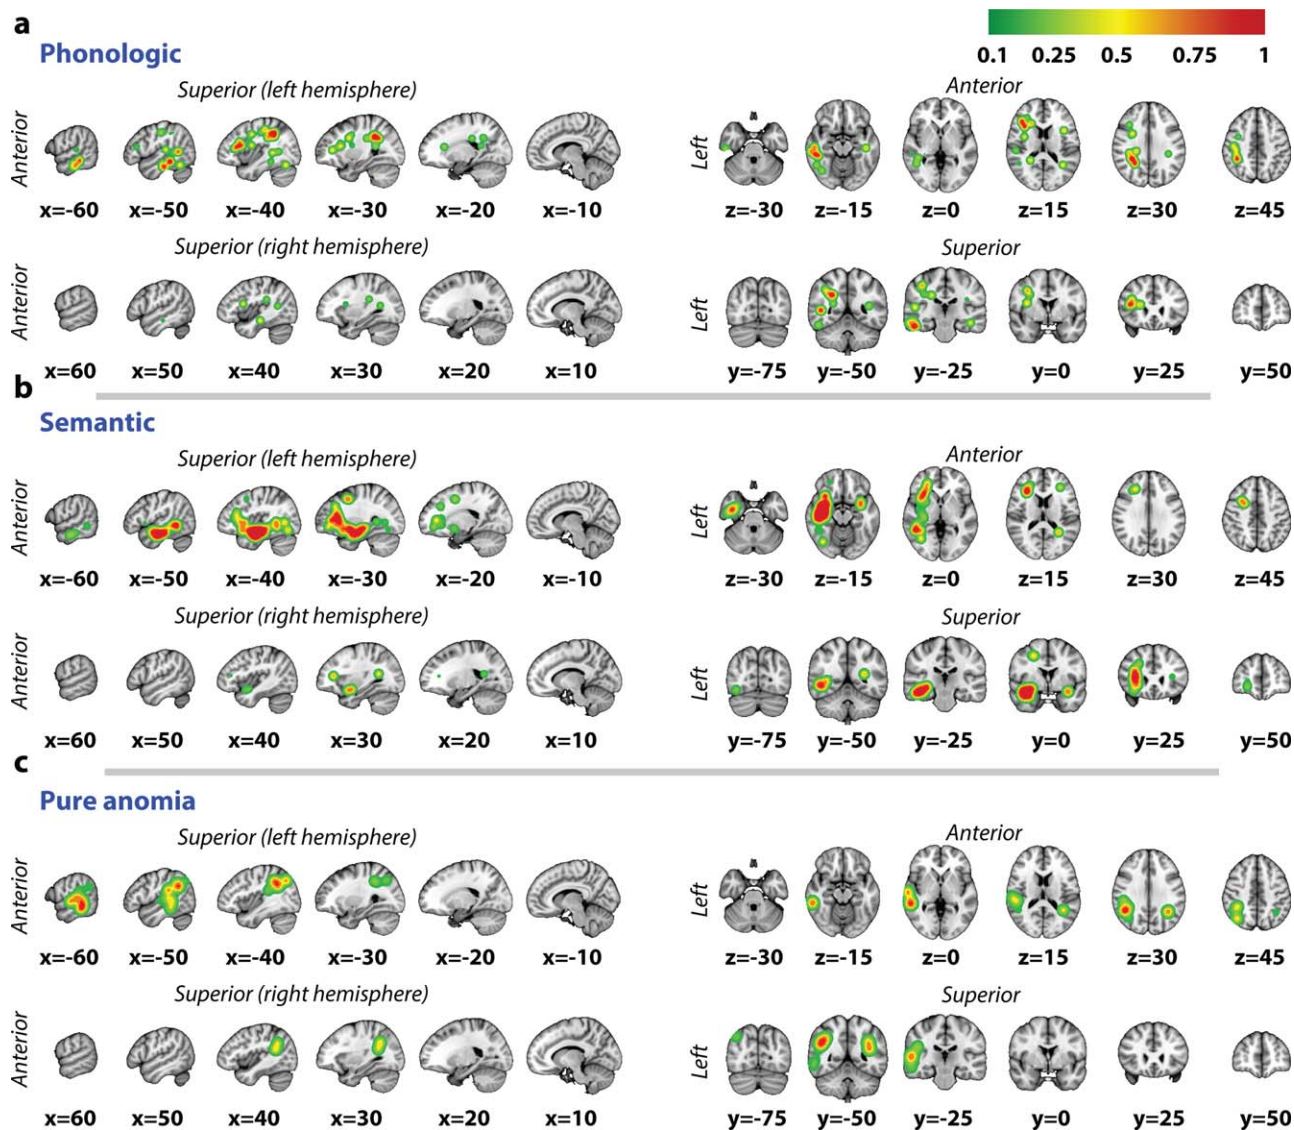 a
Phonologic
0.1 0.25 0.5 0.75 1
Superior (left hemisphere)
Anterior
Anterior
Left
x=-60 x=-50 x=-40 x=-30 x=-20 x=-10
z=-30 z=-15 z=0 z=15 z=30 z=45
Superior (right hemisphere)
Superior
Anterior
Left
x=60 x=50 x=40 x=30 x=20 x=10
y=-75 y=-50 y=-25 y=0 y=25 y=50
b
Semantic
Superior (left hemisphere)
Anterior
Anterior
Left
x=-60 x=-50 x=-40 x=-30 x=-20 x=-10
z=-30 z=-15 z=0 z=15 z=30 z=45
Superior (right hemisphere)
Superior
Anterior
Left
x=60 x=50 x=40 x=30 x=20 x=10
y=-75 y=-50 y=-25 y=0 y=25 y=50
c
Pure anomia
Superior (left hemisphere)
Anterior
Anterior
Left
x=-60 x=-50 x=-40 x=-30 x=-20 x=-10
z=-30 z=-15 z=0 z=15 z=30 z=45
Superior (right hemisphere)
Superior
Anterior
Left
x=60 x=50 x=40 x=30 x=20 x=10
y=-75 y=-50 y=-25 y=0 y=25 y=50